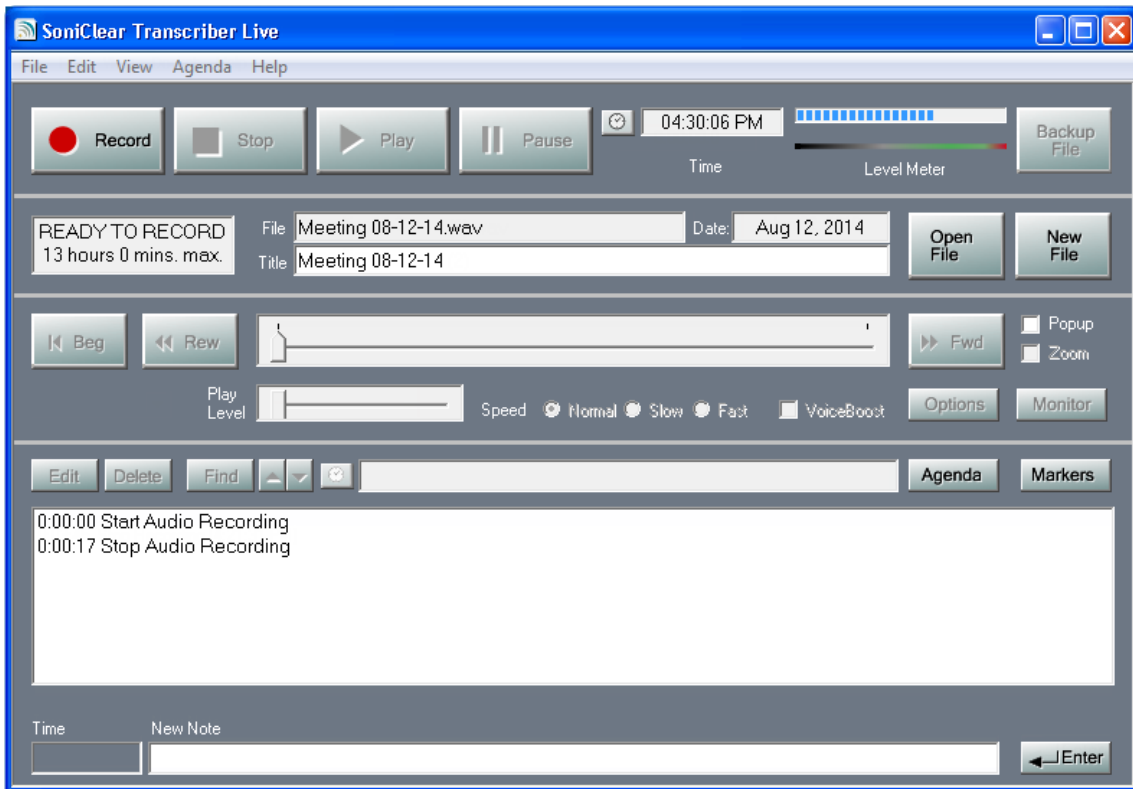 SoniClear Transcriber Live
File Edit View Agenda Help
Record Stop Play Pause 04:30:06 PM Backup File
Time Level Meter
READY TO RECORD
13 hours 0 mins. max.
File Meeting 08-12-14.wav Date: Aug 12, 2014
Title Meeting 08-12-14
Open File New File
Beg Rew Fwd Popup
Zoom
Play Level Speed Normal Slow Fast VoiceBoost Options Monitor
Edit Delete Find Agenda Markers
0:00:00 Start Audio Recording
0:00:17 Stop Audio Recording
Time New Note
Enter